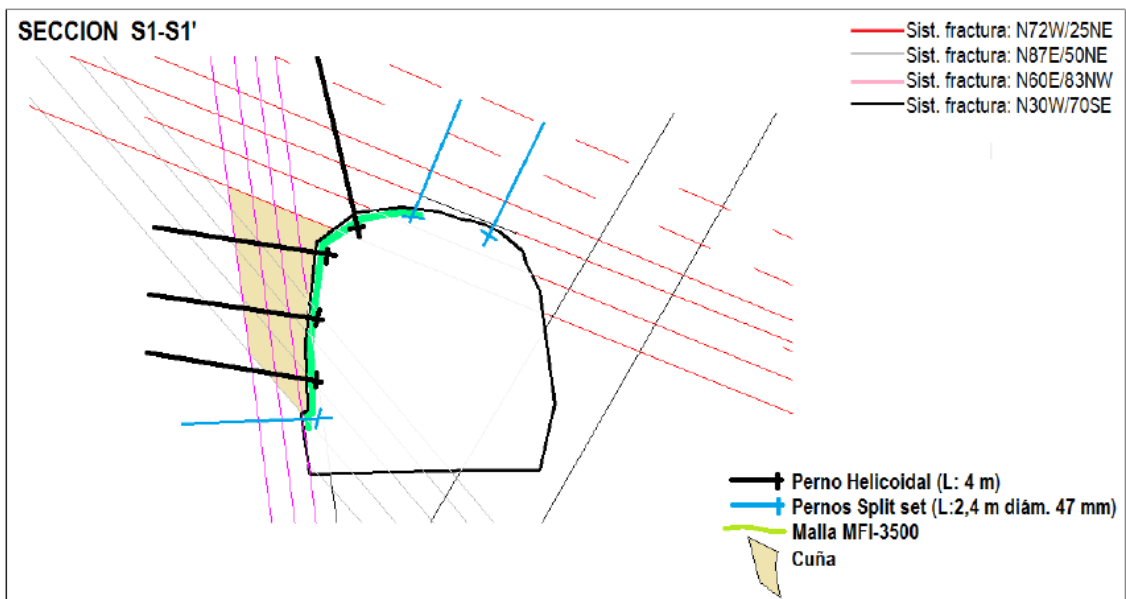 SECCION S1-S1'
Sist. fractura: N72W/25NE
Sist. fractura: N87E/50NE
Sist. fractura: N60E/83NW
Sist. fractura: N30W/70SE
Perno Helicoidal (L: 4 m)
Pernos Split set (L:2,4 m diám. 47 mm)
Malla MFI-3500
Cuña